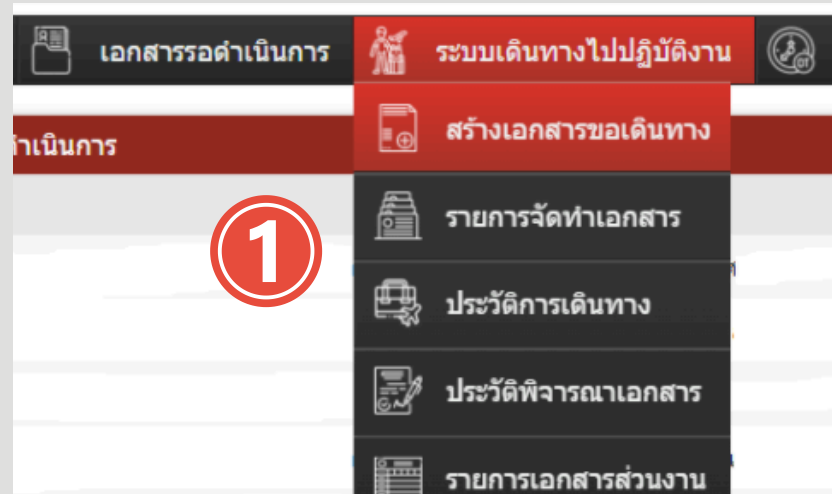 เอกสารรอดำเนินการ
ระบบเดินทางไปปฏิบัติงาน
OT
ำเนินการ
สร้างเอกสารขอเดินทาง
1
รายการจัดทำเอกสาร
ประวัติการเดินทาง
ประวัติพิจารณาเอกสาร
รายการเอกสารส่วนงาน